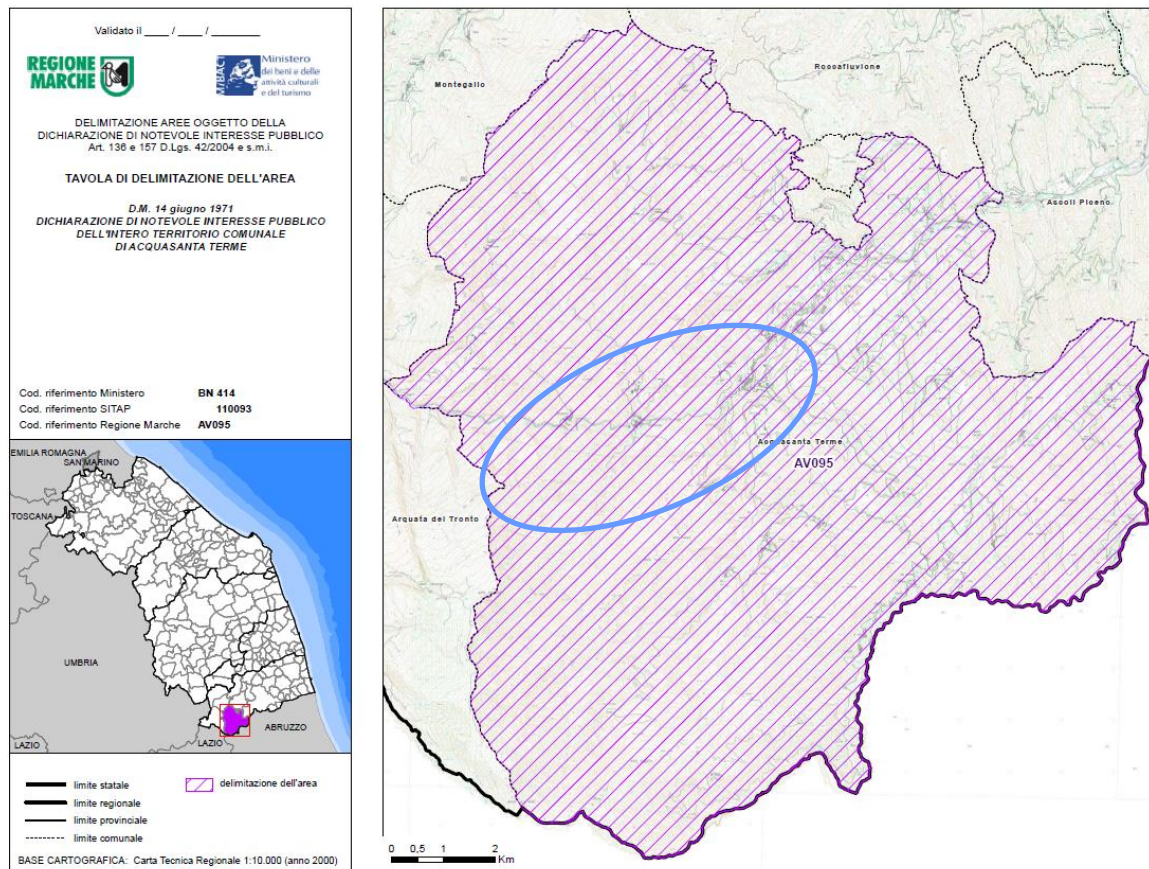 Validato il ____ / ____ / ________
REGIONE
MARCHE
MiBACT
Ministero
dei beni e delle
attività culturali
e del turismo
DELIMITAZIONE AREE OGGETTO DELLA
DICHIARAZIONE DI NOTEVOLE INTERESSE PUBBLICO
Art. 136 e 157 D.Lgs. 42/2004 e s.m.i.
TAVOLA DI DELIMITAZIONE DELL'AREA
D.M. 14 giugno 1971
DICHIARAZIONE DI NOTEVOLE INTERESSE PUBBLICO
DELL'INTERO TERRITORIO COMUNALE
DI ACQUASANTA TERME
Cod. riferimento Ministero BN 414
Cod. riferimento SITAP 110093
Cod. riferimento Regione Marche AV095
EMILIA ROMAGNA
SAN MARINO
TOSCANA
UMBRIA
LAZIO
LAZIO
ABRUZZO
limite statale
limite regionale
limite provinciale
limite comunale
delimitazione dell'area
BASE CARTOGRAFICA: Carta Tecnica Regionale 1:10.000 (anno 2000)
Montegallo
Roccafluvione
Ascoli Piceno
Acquasanta Terme
AV095
Arquata del Tronto
0 0,5 1 2
Km